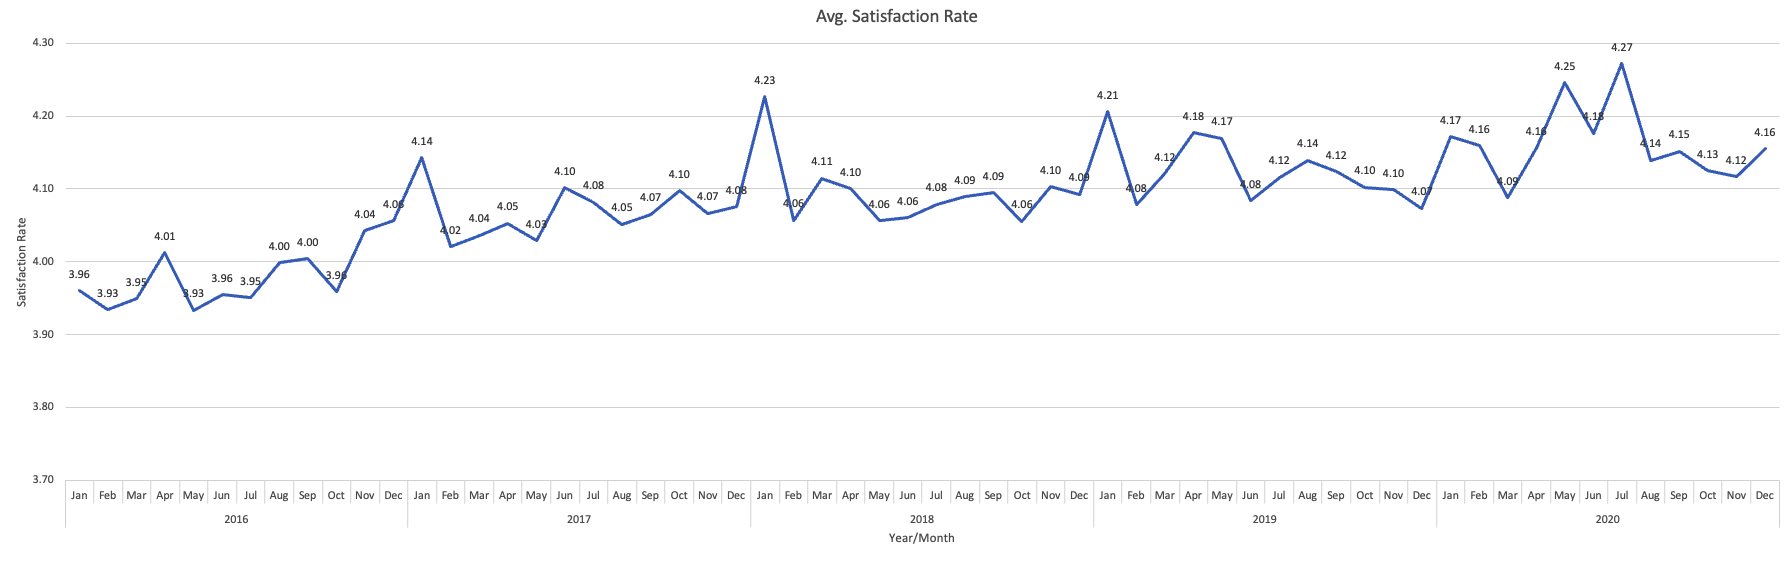 Avg. Satisfaction Rate
4.30
4.20
4.10
4.00
3.90
3.80
3.70
Satisfaction Rate
3.96 3.93 3.95 4.01 3.93 3.96 3.95 4.00 4.00 3.96 4.04 4.06 4.14 4.02 4.04 4.05 4.03 4.10 4.08 4.05 4.07 4.10 4.07 4.08 4.23 4.06 4.11 4.10 4.06 4.06 4.08 4.09 4.09 4.06 4.10 4.09 4.21 4.08 4.12 4.18 4.17 4.08 4.12 4.14 4.12 4.10 4.10 4.07 4.17 4.16 4.09 4.16 4.25 4.18 4.27 4.14 4.15 4.13 4.12 4.16
Jan Feb Mar Apr May Jun Jul Aug Sep Oct Nov Dec Jan Feb Mar Apr May Jun Jul Aug Sep Oct Nov Dec Jan Feb Mar Apr May Jun Jul Aug Sep Oct Nov Dec Jan Feb Mar Apr May Jun Jul Aug Sep Oct Nov Dec Jan Feb Mar Apr May Jun Jul Aug Sep Oct Nov Dec
2016 2017 2018 2019 2020
Year/Month